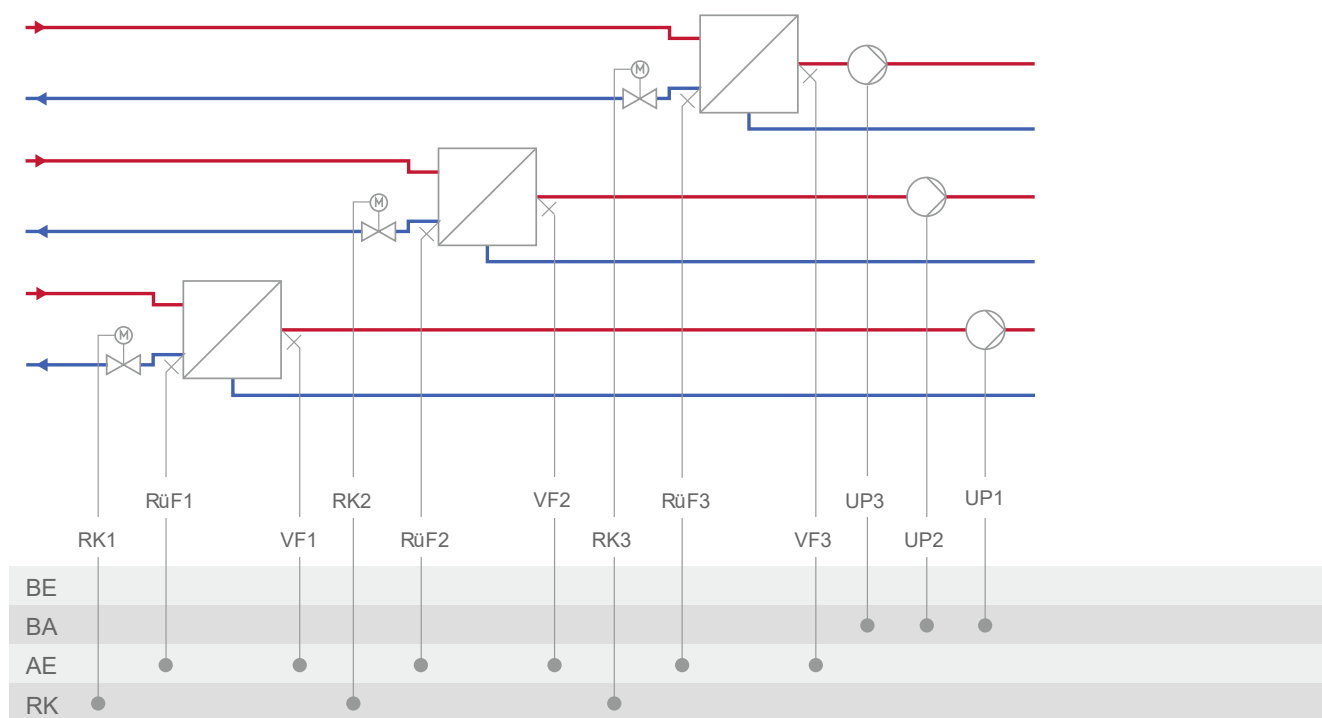 M
M
M
RüF1 RK2 VF2 RüF3 UP3 UP1
RK1 VF1 RüF2 RK3 VF3 UP2
BE
BA
AE
RK